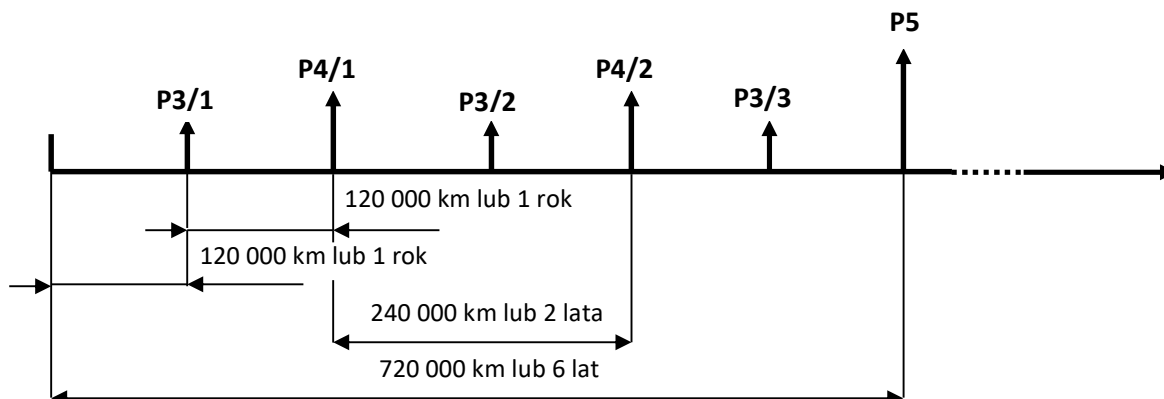 P5
P4/1
P4/2
P3/1
P3/2
P3/3
120 000 km lub 1 rok
120 000 km lub 1 rok
240 000 km lub 2 lata
720 000 km lub 6 lat